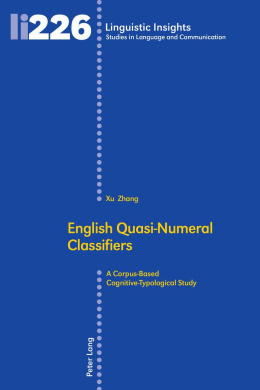 li226
Linguistic Insights
Studies in Language and Communication
Xu Zhang
English Quasi-Numeral
Classifiers
A Corpus-Based
Cognitive-Typological Study
Peter Lang